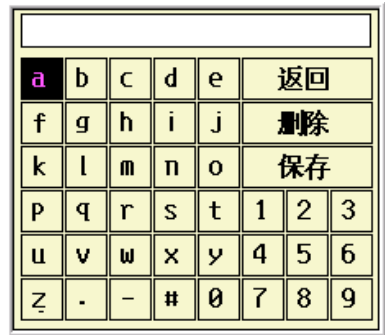 a b c d e 返回
f g h i j 删除
k l m n o 保存
p q r s t 1 2 3
u v w x y 4 5 6
z . - # 0 7 8 9